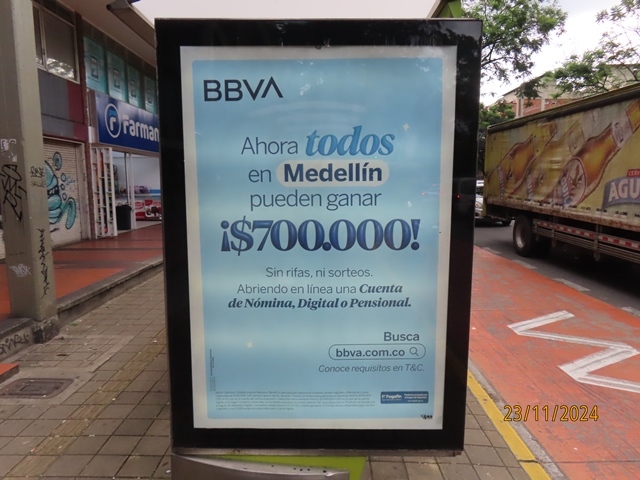 BBVA
Ahora todos
en Medellín
pueden ganar
¡$700.000!
Sin rifas, ni sorteos.
Abriendo en línea una Cuenta
de Nómina, Digital o Pensional.
Busca
bbva.com.co
Conoce requisitos en T&C.
Farman
23/11/2024